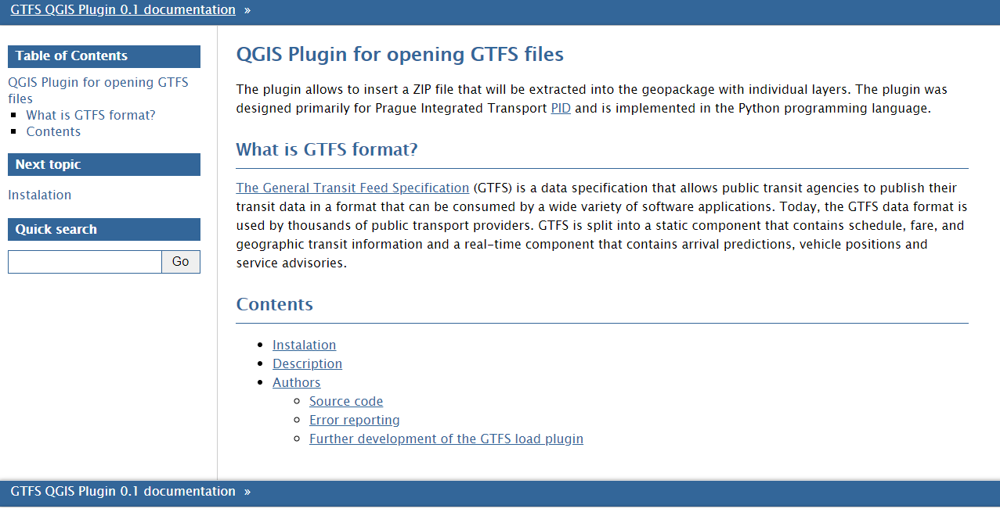 GTFS QGIS Plugin 0.1 documentation »
Table of Contents
QGIS Plugin for opening GTFS
files
What is GTFS format?
Contents
Next topic
Instalation
Quick search
Go
QGIS Plugin for opening GTFS files
The plugin allows to insert a ZIP file that will be extracted into the geopackage with individual layers. The plugin was
designed primarily for Prague Integrated Transport PID and is implemented in the Python programming language.
What is GTFS format?
The General Transit Feed Specification (GTFS) is a data specification that allows public transit agencies to publish their
transit data in a format that can be consumed by a wide variety of software applications. Today, the GTFS data format is
used by thousands of public transport providers. GTFS is split into a static component that contains schedule, fare, and
geographic transit information and a real-time component that contains arrival predictions, vehicle positions and
service advisories.
Contents
Instalation
Description
Authors
Source code
Error reporting
Further development of the GTFS load plugin
GTFS QGIS Plugin 0.1 documentation »